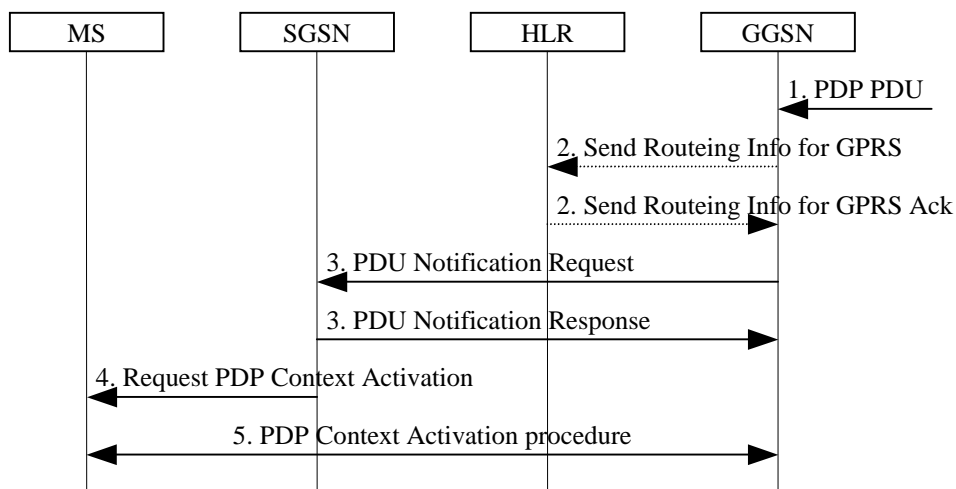 MS
SGSN
HLR
GGSN
1. PDP PDU
2. Send Routeing Info for GPRS
2. Send Routeing Info for GPRS Ack
3. PDU Notification Request
3. PDU Notification Response
4. Request PDP Context Activation
5. PDP Context Activation procedure